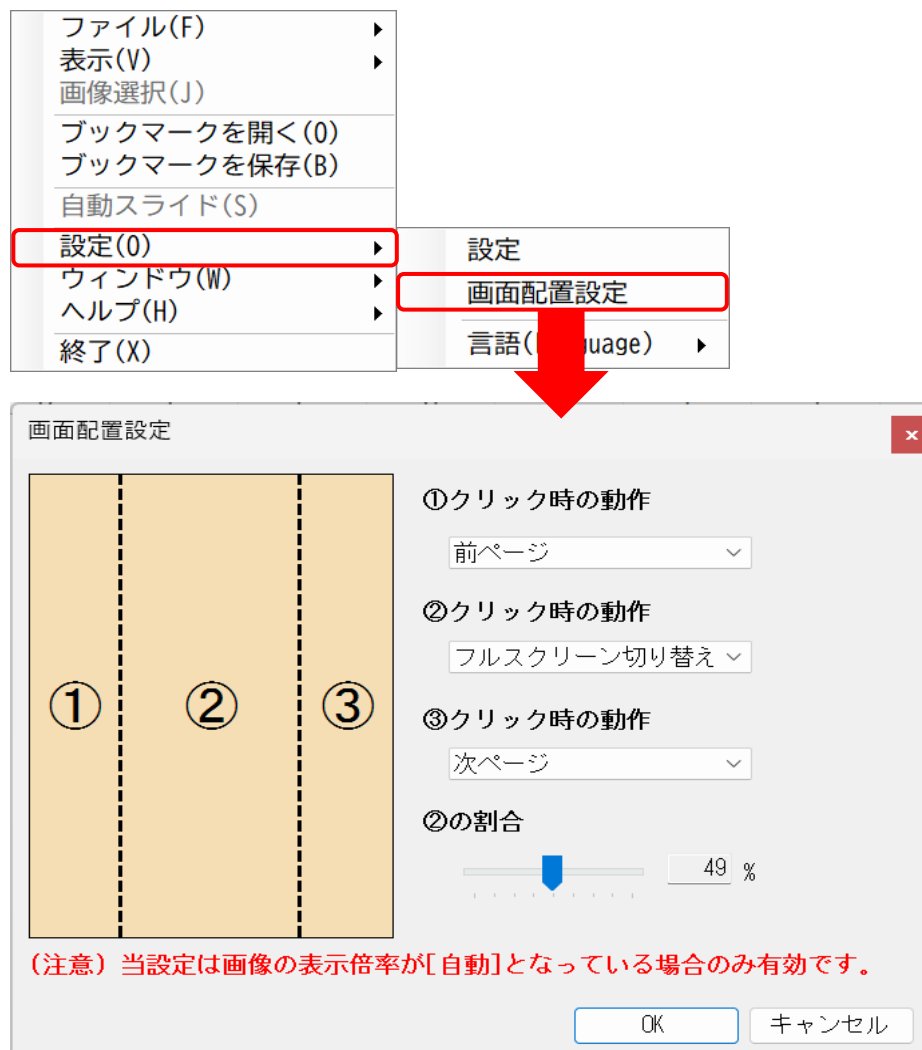 ファイル(F)
表示(V)
画像選択(J)
ブックマークを開く(O)
ブックマークを保存(B)
自動スライド(S)
設定(O)
ウィンドウ(W)
ヘルプ(H)
終了(X)
設定
画面配置設定
言語(
uage)
画面配置設定
①
②
③
①クリック時の動作
前ページ
②クリック時の動作
フルスクリーン切り替え
③クリック時の動作
次ページ
②の割合
49 %
(注意) 当設定は画像の表示倍率が[自動]となっている場合のみ有効です。
OK
キャンセル